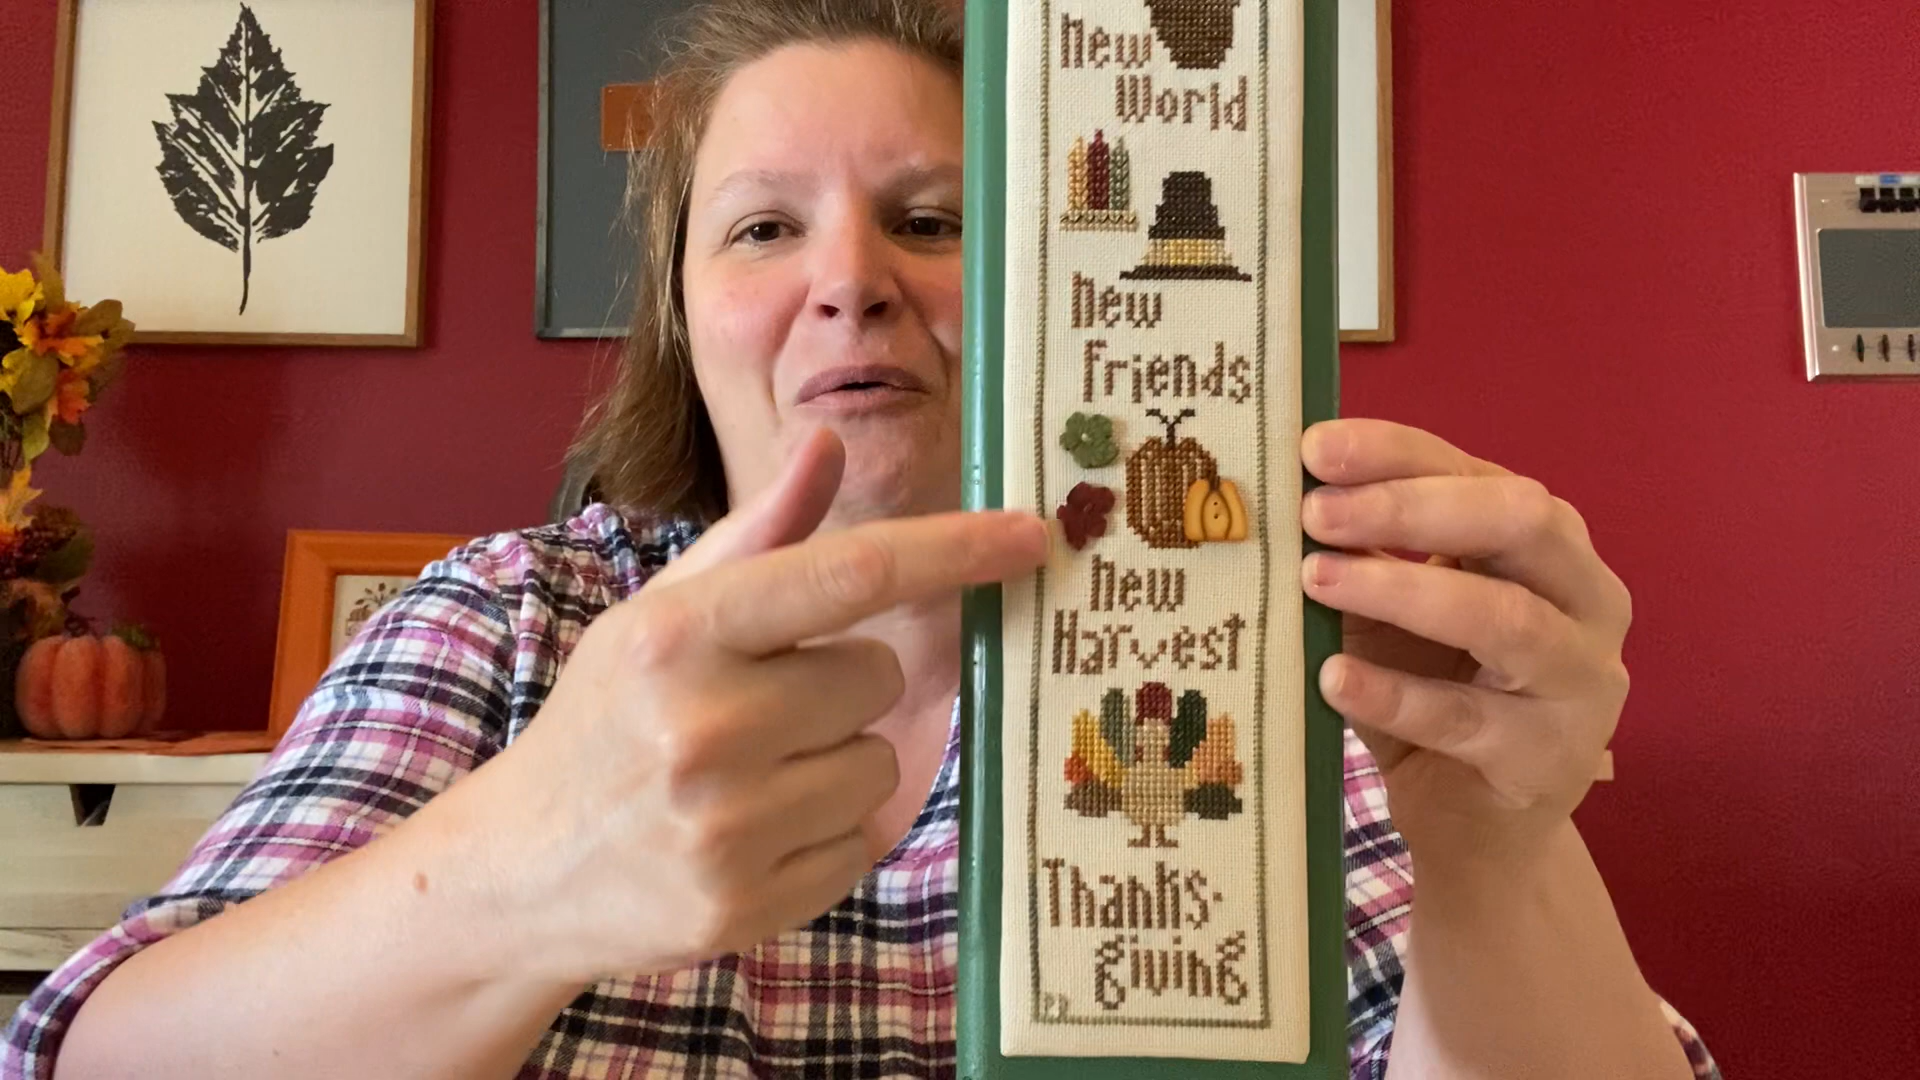 New
World
New
Friends
New
Harvest
Thanks-
giving